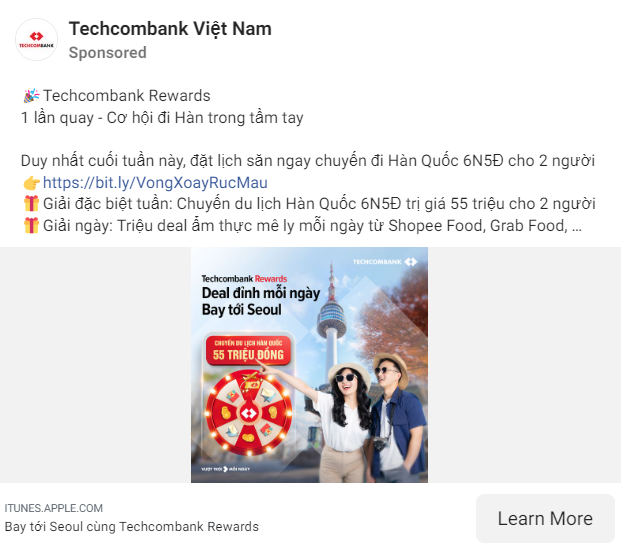 TECHCOMBANK
Techcombank Việt Nam
Sponsored
🎉Techcombank Rewards
1 lần quay - Cơ hội đi Hàn trong tầm tay
Duy nhất cuối tuần này, đặt lịch săn ngay chuyến đi Hàn Quốc 6N5Đ cho 2 người
👉https://bit.ly/VongXoayRucMau
🎁Giải đặc biệt tuần: Chuyến du lịch Hàn Quốc 6N5Đ trị giá 55 triệu cho 2 người
🎁Giải ngày: Triệu deal ẩm thực mê ly mỗi ngày từ Shopee Food, Grab Food, ...
TECHCOMBANK
Techcombank Rewards
Deal đỉnh mỗi ngày
Bay tới Seoul
CHUYẾN DU LỊCH HÀN QUỐC
55 TRIỆU ĐỒNG
VƯỢT TRỘI MỖI NGÀY
ITUNES.APPLE.COM
Bay tới Seoul cùng Techcombank Rewards
Learn More